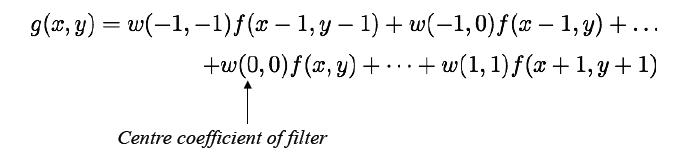 g(x, y) = w(−1, −1)f(x − 1, y − 1) + w(−1, 0)f(x − 1, y) + …
+w(0, 0)f(x, y) + ⋯ + w(1, 1)f(x + 1, y + 1)
Centre coefficient of filter